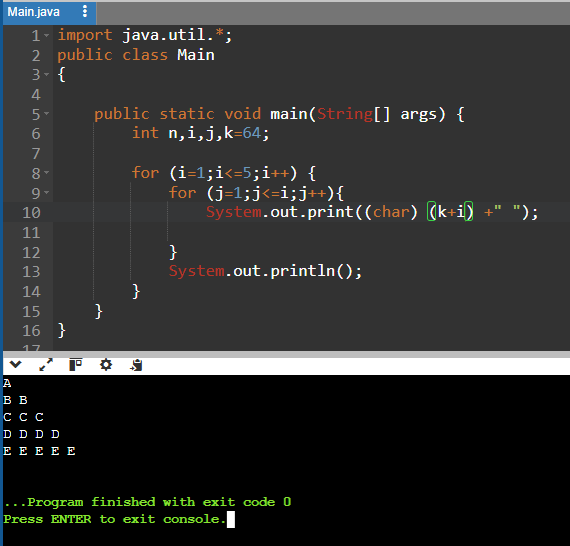 Main.java
1 import java.util.*;
2 public class Main
3 {
4
5 public static void main(String[] args) {
6 int n,i,j,k=64;
7
8 for (i=1;i<=5;i++) {
9 for (j=1;j<=i;j++){
10 System.out.print((char) (k+i) +" ");
11
12 }
13 System.out.println();
14 }
15 }
16 }
17
A
B B
C C C
D D D D
E E E E E
...Program finished with exit code 0
Press ENTER to exit console.